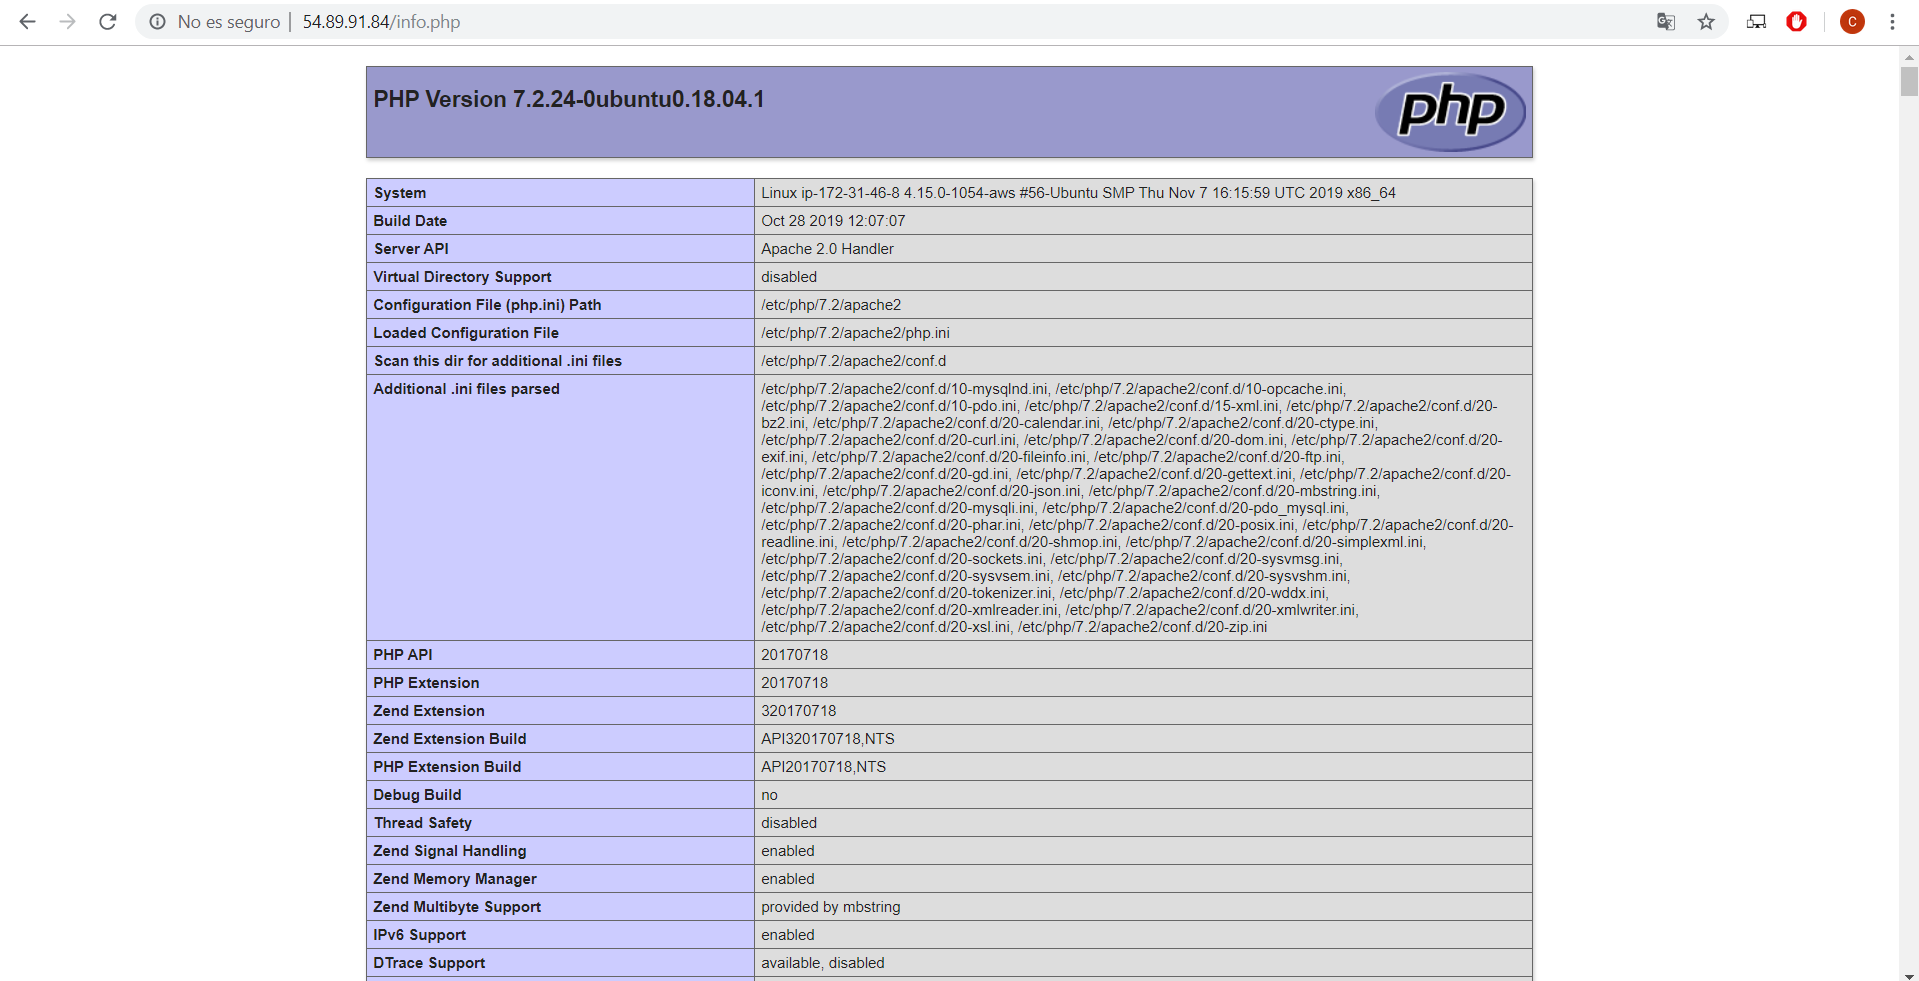 No es seguro | 54.89.91.84/info.php
C
PHP Version 7.2.24-0ubuntu0.18.04.1
php
System Linux ip-172-31-46-8 4.15.0-1054-aws #56-Ubuntu SMP Thu Nov 7 16:15:59 UTC 2019 x86_64
Build Date Oct 28 2019 12:07:07
Server API Apache 2.0 Handler
Virtual Directory Support disabled
Configuration File (php.ini) Path /etc/php/7.2/apache2
Loaded Configuration File /etc/php/7.2/apache2/php.ini
Scan this dir for additional .ini files /etc/php/7.2/apache2/conf.d
Additional .ini files parsed /etc/php/7.2/apache2/conf.d/10-mysqlnd.ini, /etc/php/7.2/apache2/conf.d/10-opcache.ini,
/etc/php/7.2/apache2/conf.d/10-pdo.ini, /etc/php/7.2/apache2/conf.d/15-xml.ini, /etc/php/7.2/apache2/conf.d/20-
bz2.ini, /etc/php/7.2/apache2/conf.d/20-calendar.ini, /etc/php/7.2/apache2/conf.d/20-ctype.ini,
/etc/php/7.2/apache2/conf.d/20-curl.ini, /etc/php/7.2/apache2/conf.d/20-dom.ini, /etc/php/7.2/apache2/conf.d/20-
exif.ini, /etc/php/7.2/apache2/conf.d/20-fileinfo.ini, /etc/php/7.2/apache2/conf.d/20-ftp.ini,
/etc/php/7.2/apache2/conf.d/20-gd.ini, /etc/php/7.2/apache2/conf.d/20-gettext.ini, /etc/php/7.2/apache2/conf.d/20-
iconv.ini, /etc/php/7.2/apache2/conf.d/20-json.ini, /etc/php/7.2/apache2/conf.d/20-mbstring.ini,
/etc/php/7.2/apache2/conf.d/20-mysqli.ini, /etc/php/7.2/apache2/conf.d/20-pdo_mysql.ini,
/etc/php/7.2/apache2/conf.d/20-phar.ini, /etc/php/7.2/apache2/conf.d/20-posix.ini, /etc/php/7.2/apache2/conf.d/20-
readline.ini, /etc/php/7.2/apache2/conf.d/20-shmop.ini, /etc/php/7.2/apache2/conf.d/20-simplexml.ini,
/etc/php/7.2/apache2/conf.d/20-sockets.ini, /etc/php/7.2/apache2/conf.d/20-sysvmsg.ini,
/etc/php/7.2/apache2/conf.d/20-sysvsem.ini, /etc/php/7.2/apache2/conf.d/20-sysvshm.ini,
/etc/php/7.2/apache2/conf.d/20-tokenizer.ini, /etc/php/7.2/apache2/conf.d/20-wddx.ini,
/etc/php/7.2/apache2/conf.d/20-xmlreader.ini, /etc/php/7.2/apache2/conf.d/20-xmlwriter.ini,
/etc/php/7.2/apache2/conf.d/20-xsl.ini, /etc/php/7.2/apache2/conf.d/20-zip.ini
PHP API 20170718
PHP Extension 20170718
Zend Extension 320170718
Zend Extension Build API320170718,NTS
PHP Extension Build API20170718,NTS
Debug Build no
Thread Safety disabled
Zend Signal Handling enabled
Zend Memory Manager enabled
Zend Multibyte Support provided by mbstring
IPv6 Support enabled
DTrace Support available, disabled